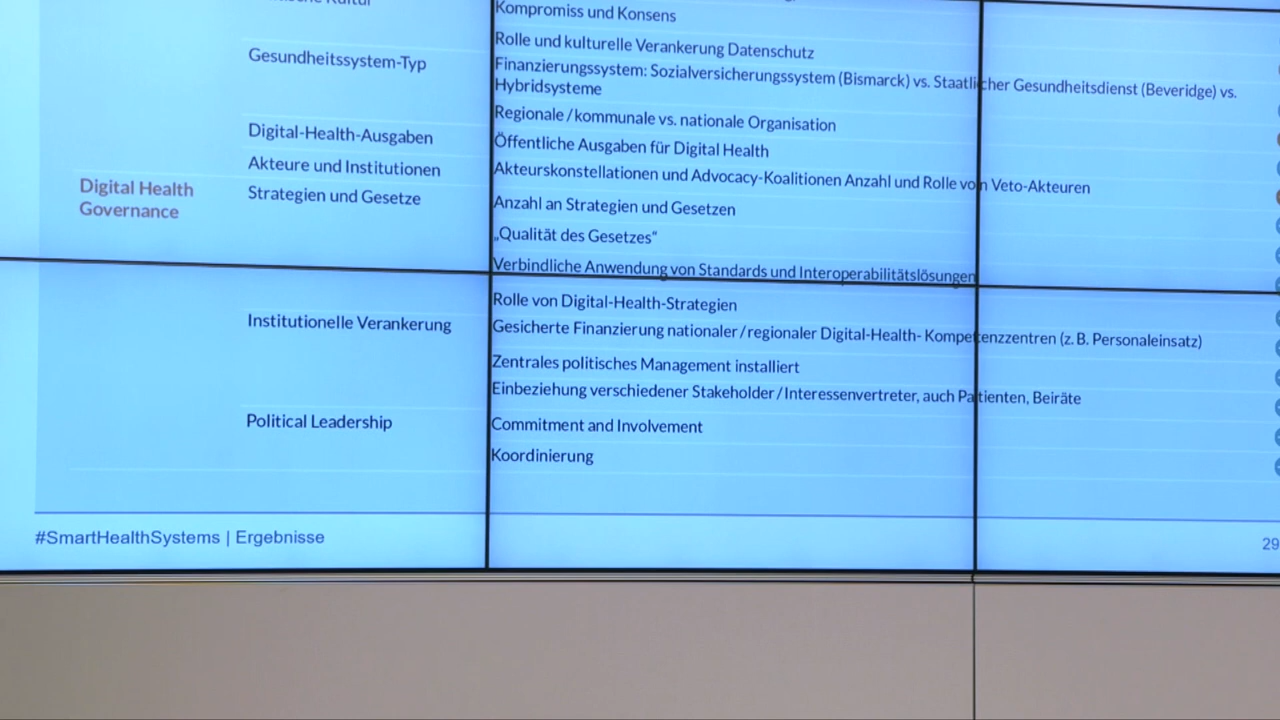 Kompromiss und Konsens
Rolle und kulturelle Verankerung Datenschutz
Gesundheitssystem-Typ
Finanzierungssystem: Sozialversicherungssystem (Bismarck) vs. Staatlicher Gesundheitsdienst (Beveridge) vs.
Hybridsysteme
Regionale/kommunale vs. nationale Organisation
Digital-Health-Ausgaben
Öffentliche Ausgaben für Digital Health
Akteure und Institutionen
Akteurskonstellationen und Advocacy-Koalitionen Anzahl und Rolle von Veto-Akteuren
Digital Health
Governance
Strategien und Gesetze
Anzahl an Strategien und Gesetzen
„Qualität des Gesetzes“
Verbindliche Anwendung von Standards und Interoperabilitätslösungen
Rolle von Digital-Health-Strategien
Institutionelle Verankerung
Gesicherte Finanzierung nationaler/regionaler Digital-Health- Kompetenzzentren (z. B. Personaleinsatz)
Zentrales politisches Management installiert
Einbeziehung verschiedener Stakeholder/Interessenvertreter, auch Patienten, Beiräte
Political Leadership
Commitment and Involvement
Koordinierung
#SmartHealthSystems | Ergebnisse
29